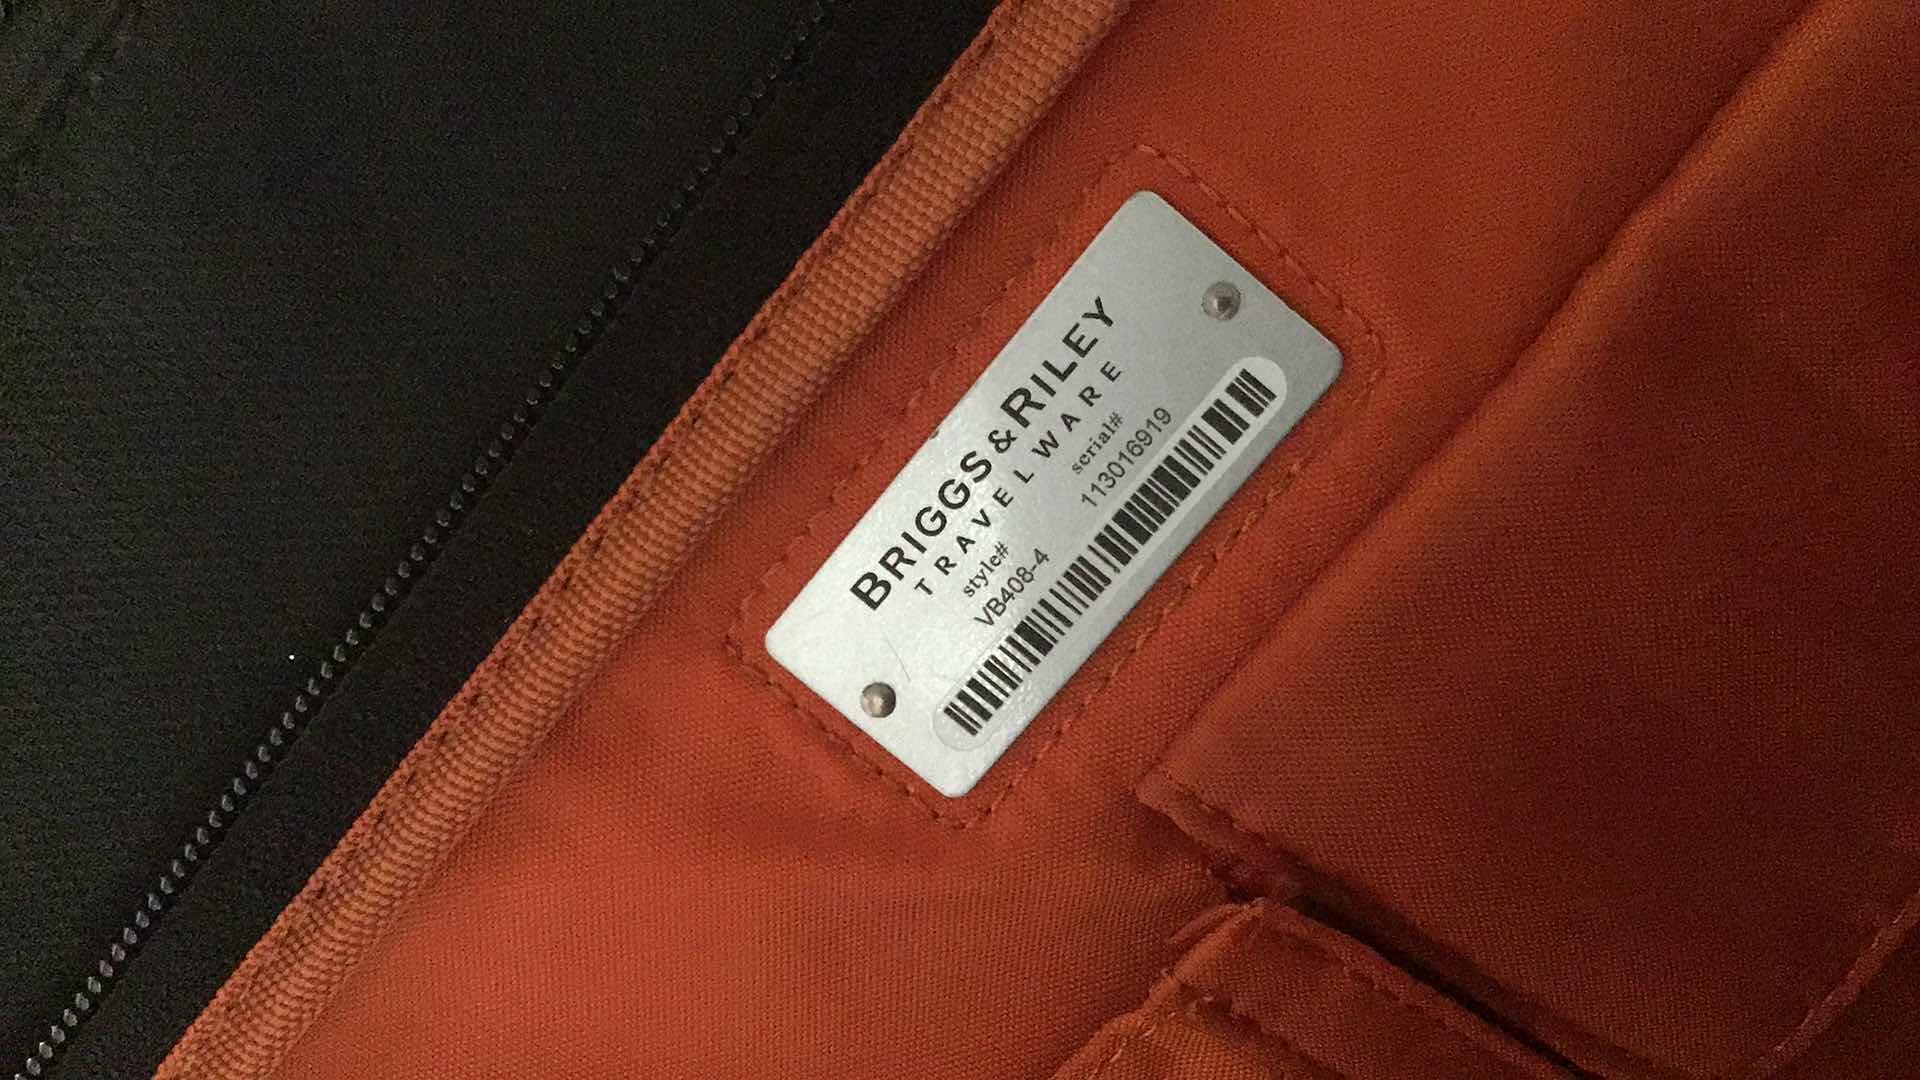 BRIGGS&RILEY
TRAVELWARE
style#
VB408-4
serial#
113016919